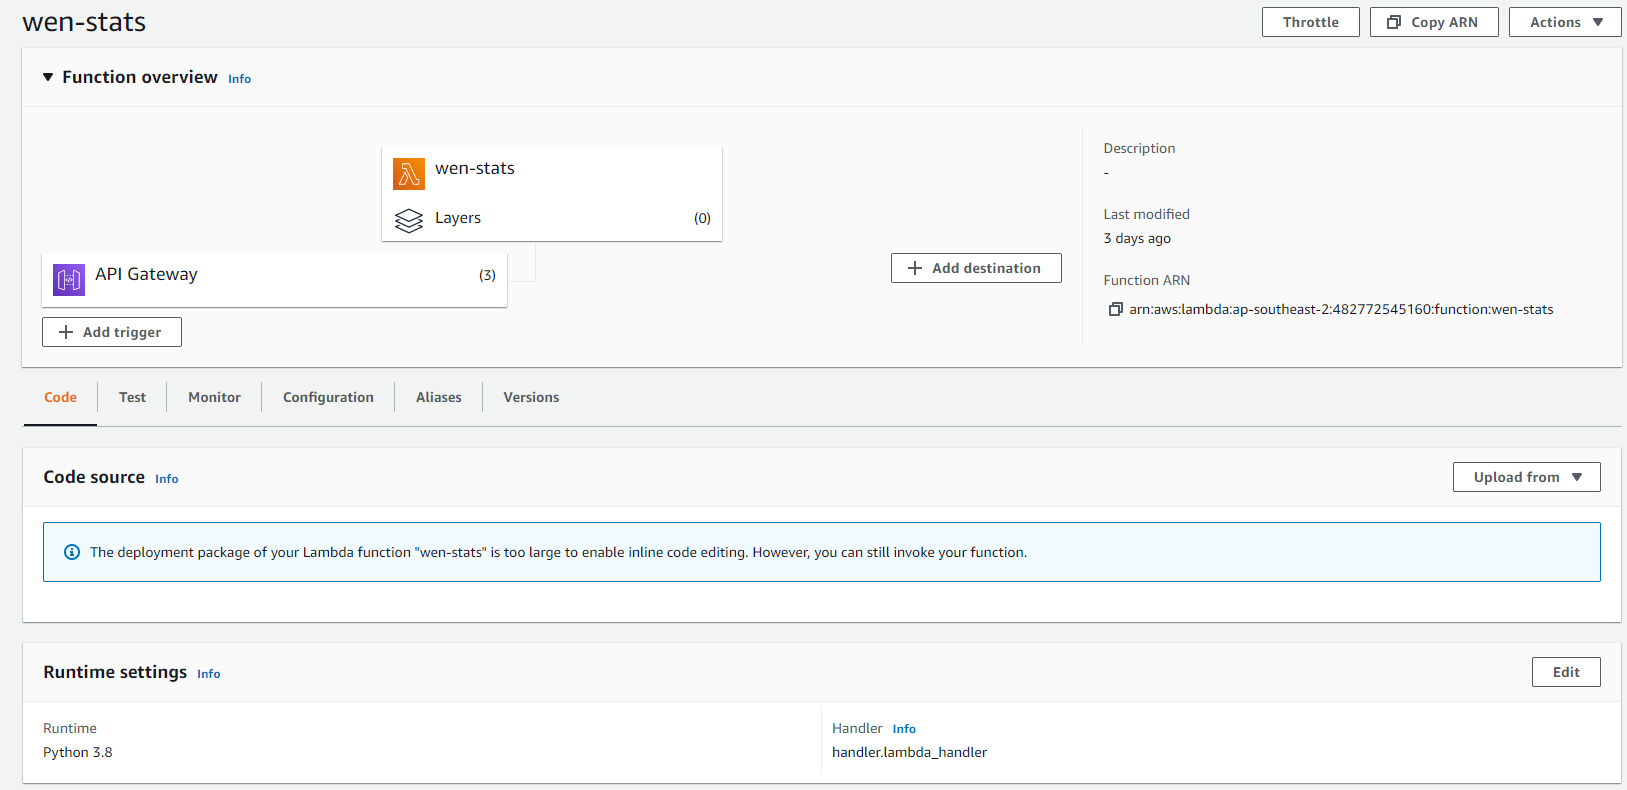 wen-stats
Throttle
Copy ARN
Actions
Function overview Info
wen-stats
Layers (0)
API Gateway (3)
Add trigger
Add destination
Description
-
Last modified
3 days ago
Function ARN
arn:aws:lambda:ap-southeast-2:482772545160:function:wen-stats
Code
Test
Monitor
Configuration
Aliases
Versions
Code source Info
Upload from
The deployment package of your Lambda function "wen-stats" is too large to enable inline code editing. However, you can still invoke your function.
Runtime settings Info
Edit
Runtime
Python 3.8
Handler Info
handler.lambda_handler